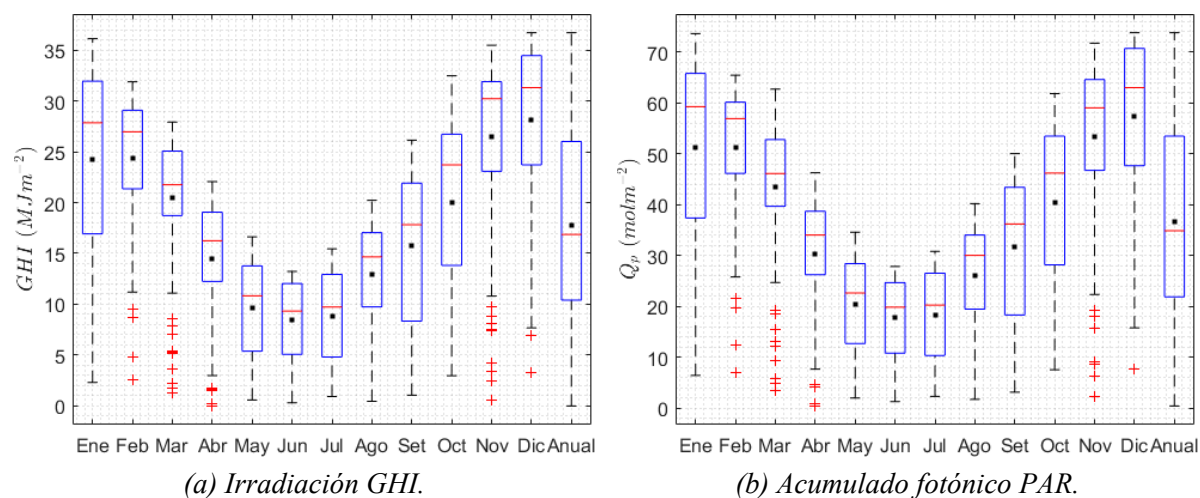 GHI (MJm⁻²)
35
30
25
20
15
10
5
0
Ene Feb Mar Abr May Jun Jul Ago Set Oct Nov Dic Anual
(a) Irradiación GHI.
Qₚ (molm⁻²)
70
60
50
40
30
20
10
0
Ene Feb Mar Abr May Jun Jul Ago Set Oct Nov Dic Anual
(b) Acumulado fotónico PAR.